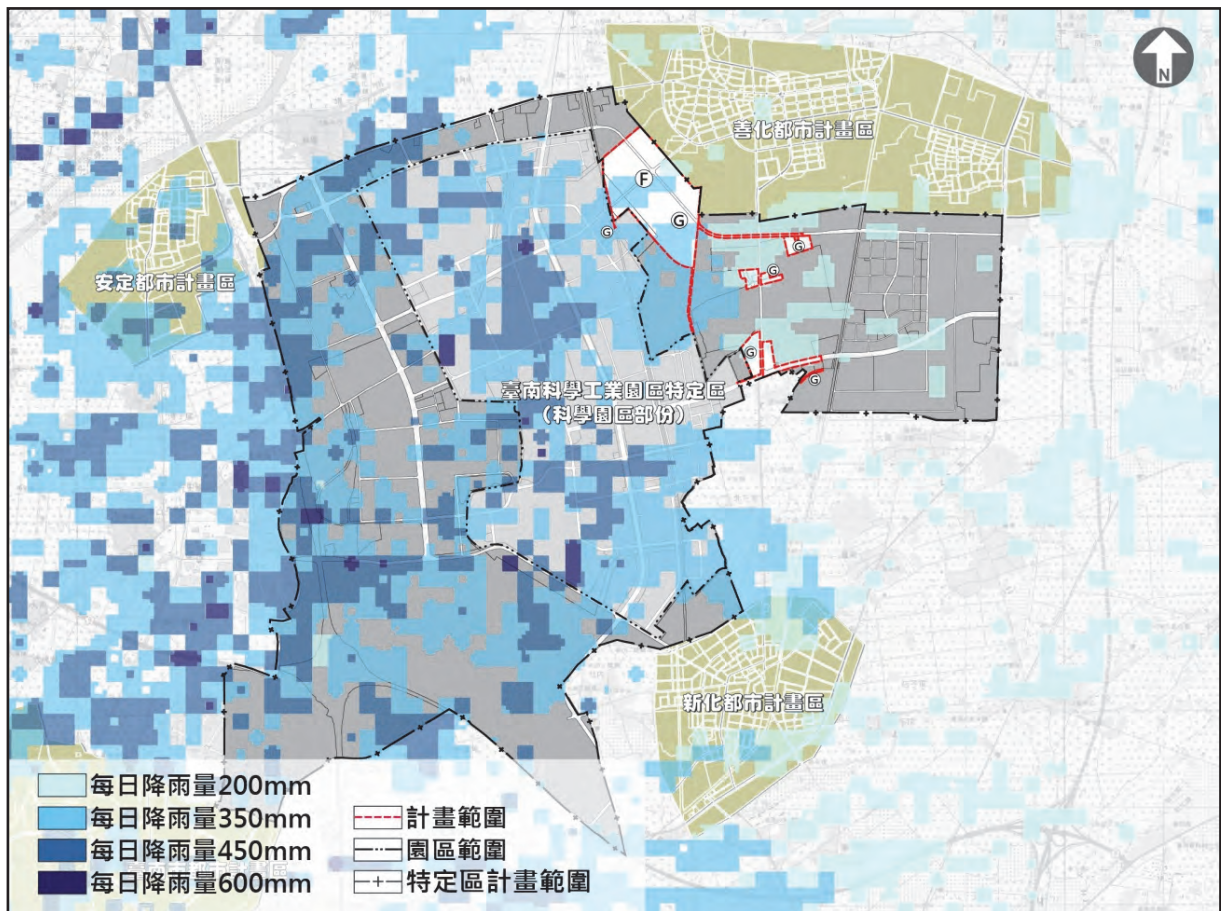 N
善化都市計畫區
安定都市計畫區
F
G
G
G
G
G
G
臺南科學工業園區特定區
(科學園區部份)
新化都市計畫區
每日降雨量200mm
每日降雨量350mm
每日降雨量450mm
每日降雨量600mm
計畫範圍
園區範圍
特定區計畫範圍